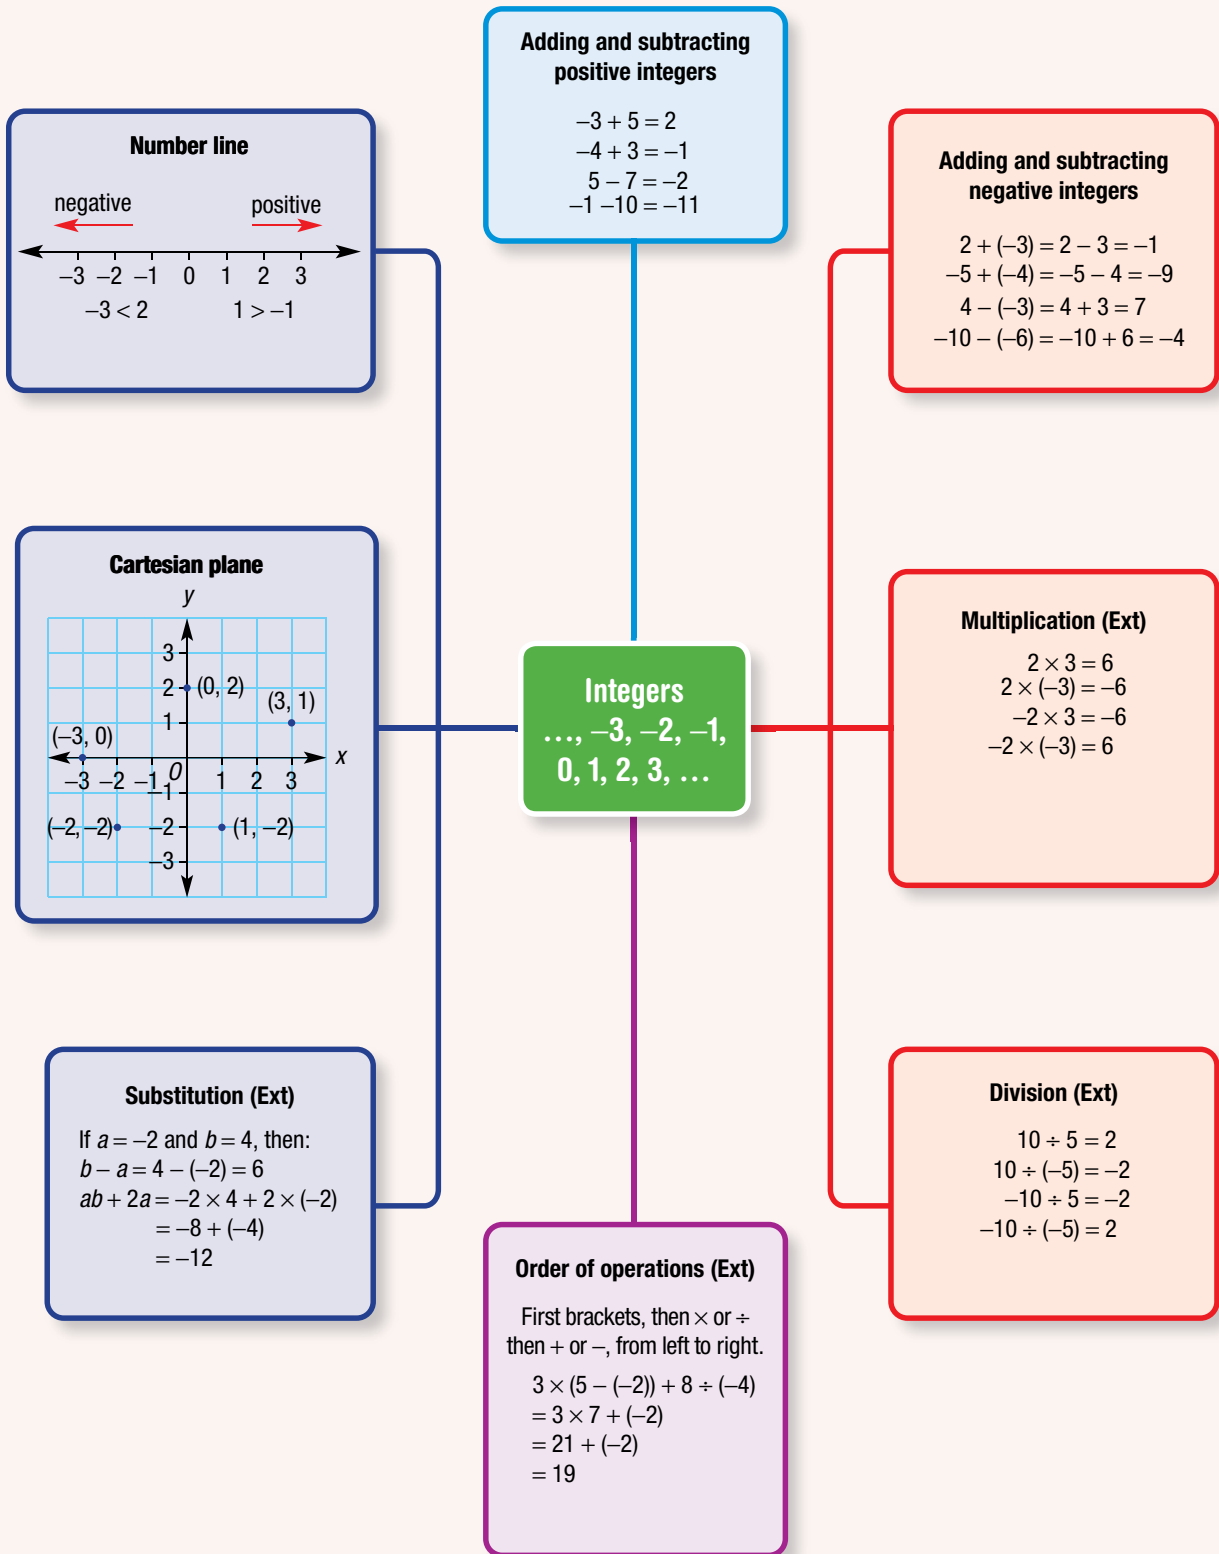 Adding and subtracting
positive integers
−3 + 5 = 2
−4 + 3 = −1
5 − 7 = −2
−1 −10 = −11
Number line
negative
positive
−3 −2 −1 0 1 2 3
−3 < 2
1 > −1
Adding and subtracting
negative integers
2 + (−3) = 2 − 3 = −1
−5 + (−4) = −5 − 4 = −9
4 − (−3) = 4 + 3 = 7
−10 − (−6) = −10 + 6 = −4
Cartesian plane
y
3
2
(0, 2)
(3, 1)
1
(−3, 0)
x
O
−3 −2 −1 1 2 3
−1
(−2, −2)
−2
(1, −2)
−3
Integers
…, −3, −2, −1,
0, 1, 2, 3, …
Multiplication (Ext)
2 × 3 = 6
2 × (−3) = −6
−2 × 3 = −6
−2 × (−3) = 6
Substitution (Ext)
If a = −2 and b = 4, then:
b − a = 4 − (−2) = 6
ab + 2a = −2 × 4 + 2 × (−2)
= −8 + (−4)
= −12
Division (Ext)
10 ÷ 5 = 2
10 ÷ (−5) = −2
−10 ÷ 5 = −2
−10 ÷ (−5) = 2
Order of operations (Ext)
First brackets, then × or ÷
then + or −, from left to right.
3 × (5 − (−2)) + 8 ÷ (−4)
= 3 × 7 + (−2)
= 21 + (−2)
= 19